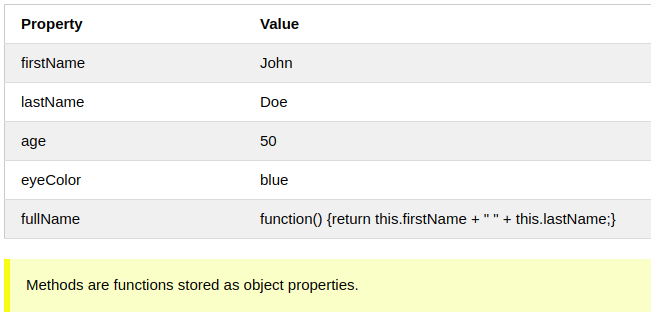 Property Value
firstName John
lastName Doe
age 50
eyeColor blue
fullName function() {return this.firstName + " " + this.lastName;}
Methods are functions stored as object properties.